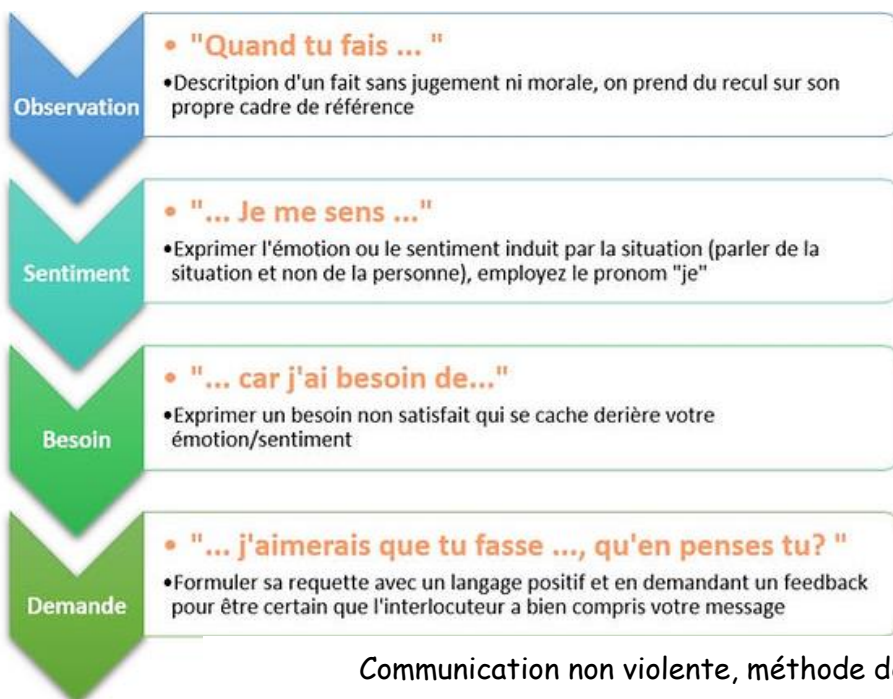 Observation
• "Quand tu fais ... "
•Descritpion d'un fait sans jugement ni morale, on prend du recul sur son
propre cadre de référence
Sentiment
• "... Je me sens ..."
•Exprimer l'émotion ou le sentiment induit par la situation (parler de la
situation et non de la personne), employez le pronom "je"
Besoin
• "... car j'ai besoin de..."
•Exprimer un besoin non satisfait qui se cache derière votre
émotion/sentiment
Demande
• "... j'aimerais que tu fasse ..., qu'en penses tu? "
•Formuler sa requette avec un langage positif et en demandant un feedback
pour être certain que l'interlocuteur a bien compris votre message
Communication non violente, méthode